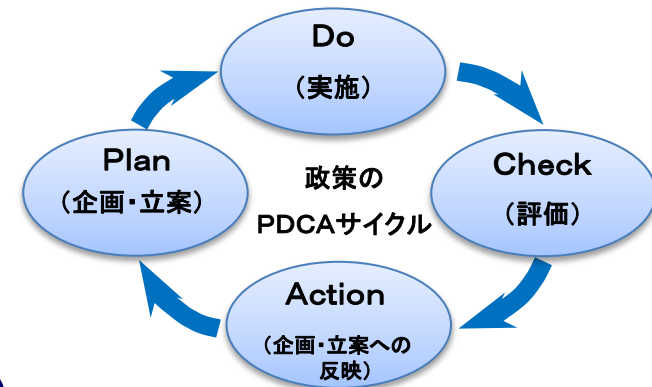 Do
（実施）
Plan
（企画・立案）
政策の
PDCAサイクル
Check
（評価）
Action
（企画・立案への
反映）